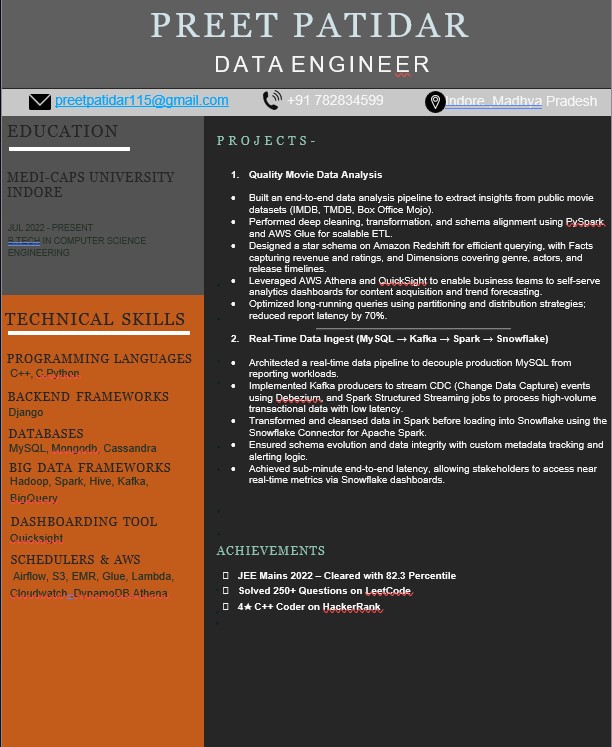 PREET PATIDAR
DATA ENGINEER
preetpatidar115@gmail.com
+91 782834599
Indore, Madhya Pradesh
EDUCATION
MEDI-CAPS UNIVERSITY
INDORE
JUL 2022 - PRESENT
B.TECH IN COMPUTER SCIENCE
ENGINEERING
TECHNICAL SKILLS
PROGRAMMING LANGUAGES
C++, C,Python
BACKEND FRAMEWORKS
Django
DATABASES
MySQL, Mongodb, Cassandra
BIG DATA FRAMEWORKS
Hadoop, Spark, Hive, Kafka,
BigQuery
DASHBOARDING TOOL
Quicksight
SCHEDULERS & AWS
Airflow, S3, EMR, Glue, Lambda,
Cloudwatch ,DynamoDB,Athena
PROJECTS-
1. Quality Movie Data Analysis
• Built an end-to-end data analysis pipeline to extract insights from public movie
datasets (IMDB, TMDB, Box Office Mojo).
• Performed deep cleaning, transformation, and schema alignment using PySpark
and AWS Glue for scalable ETL.
• Designed a star schema on Amazon Redshift for efficient querying, with Facts
capturing revenue and ratings, and Dimensions covering genre, actors, and
release timelines.
• Leveraged AWS Athena and QuickSight to enable business teams to self-serve
analytics dashboards for content acquisition and trend forecasting.
• Optimized long-running queries using partitioning and distribution strategies;
reduced report latency by 70%.
2. Real-Time Data Ingest (MySQL → Kafka → Spark → Snowflake)
• Architected a real-time data pipeline to decouple production MySQL from
reporting workloads.
• Implemented Kafka producers to stream CDC (Change Data Capture) events
using Debezium, and Spark Structured Streaming jobs to process high-volume
transactional data with low latency.
• Transformed and cleansed data in Spark before loading into Snowflake using the
Snowflake Connector for Apache Spark.
• Ensured schema evolution and data integrity with custom metadata tracking and
alerting logic.
• Achieved sub-minute end-to-end latency, allowing stakeholders to access near
real-time metrics via Snowflake dashboards.
ACHIEVEMENTS
JEE Mains 2022 – Cleared with 82.3 Percentile
Solved 250+ Questions on LeetCode
4★ C++ Coder on HackerRank